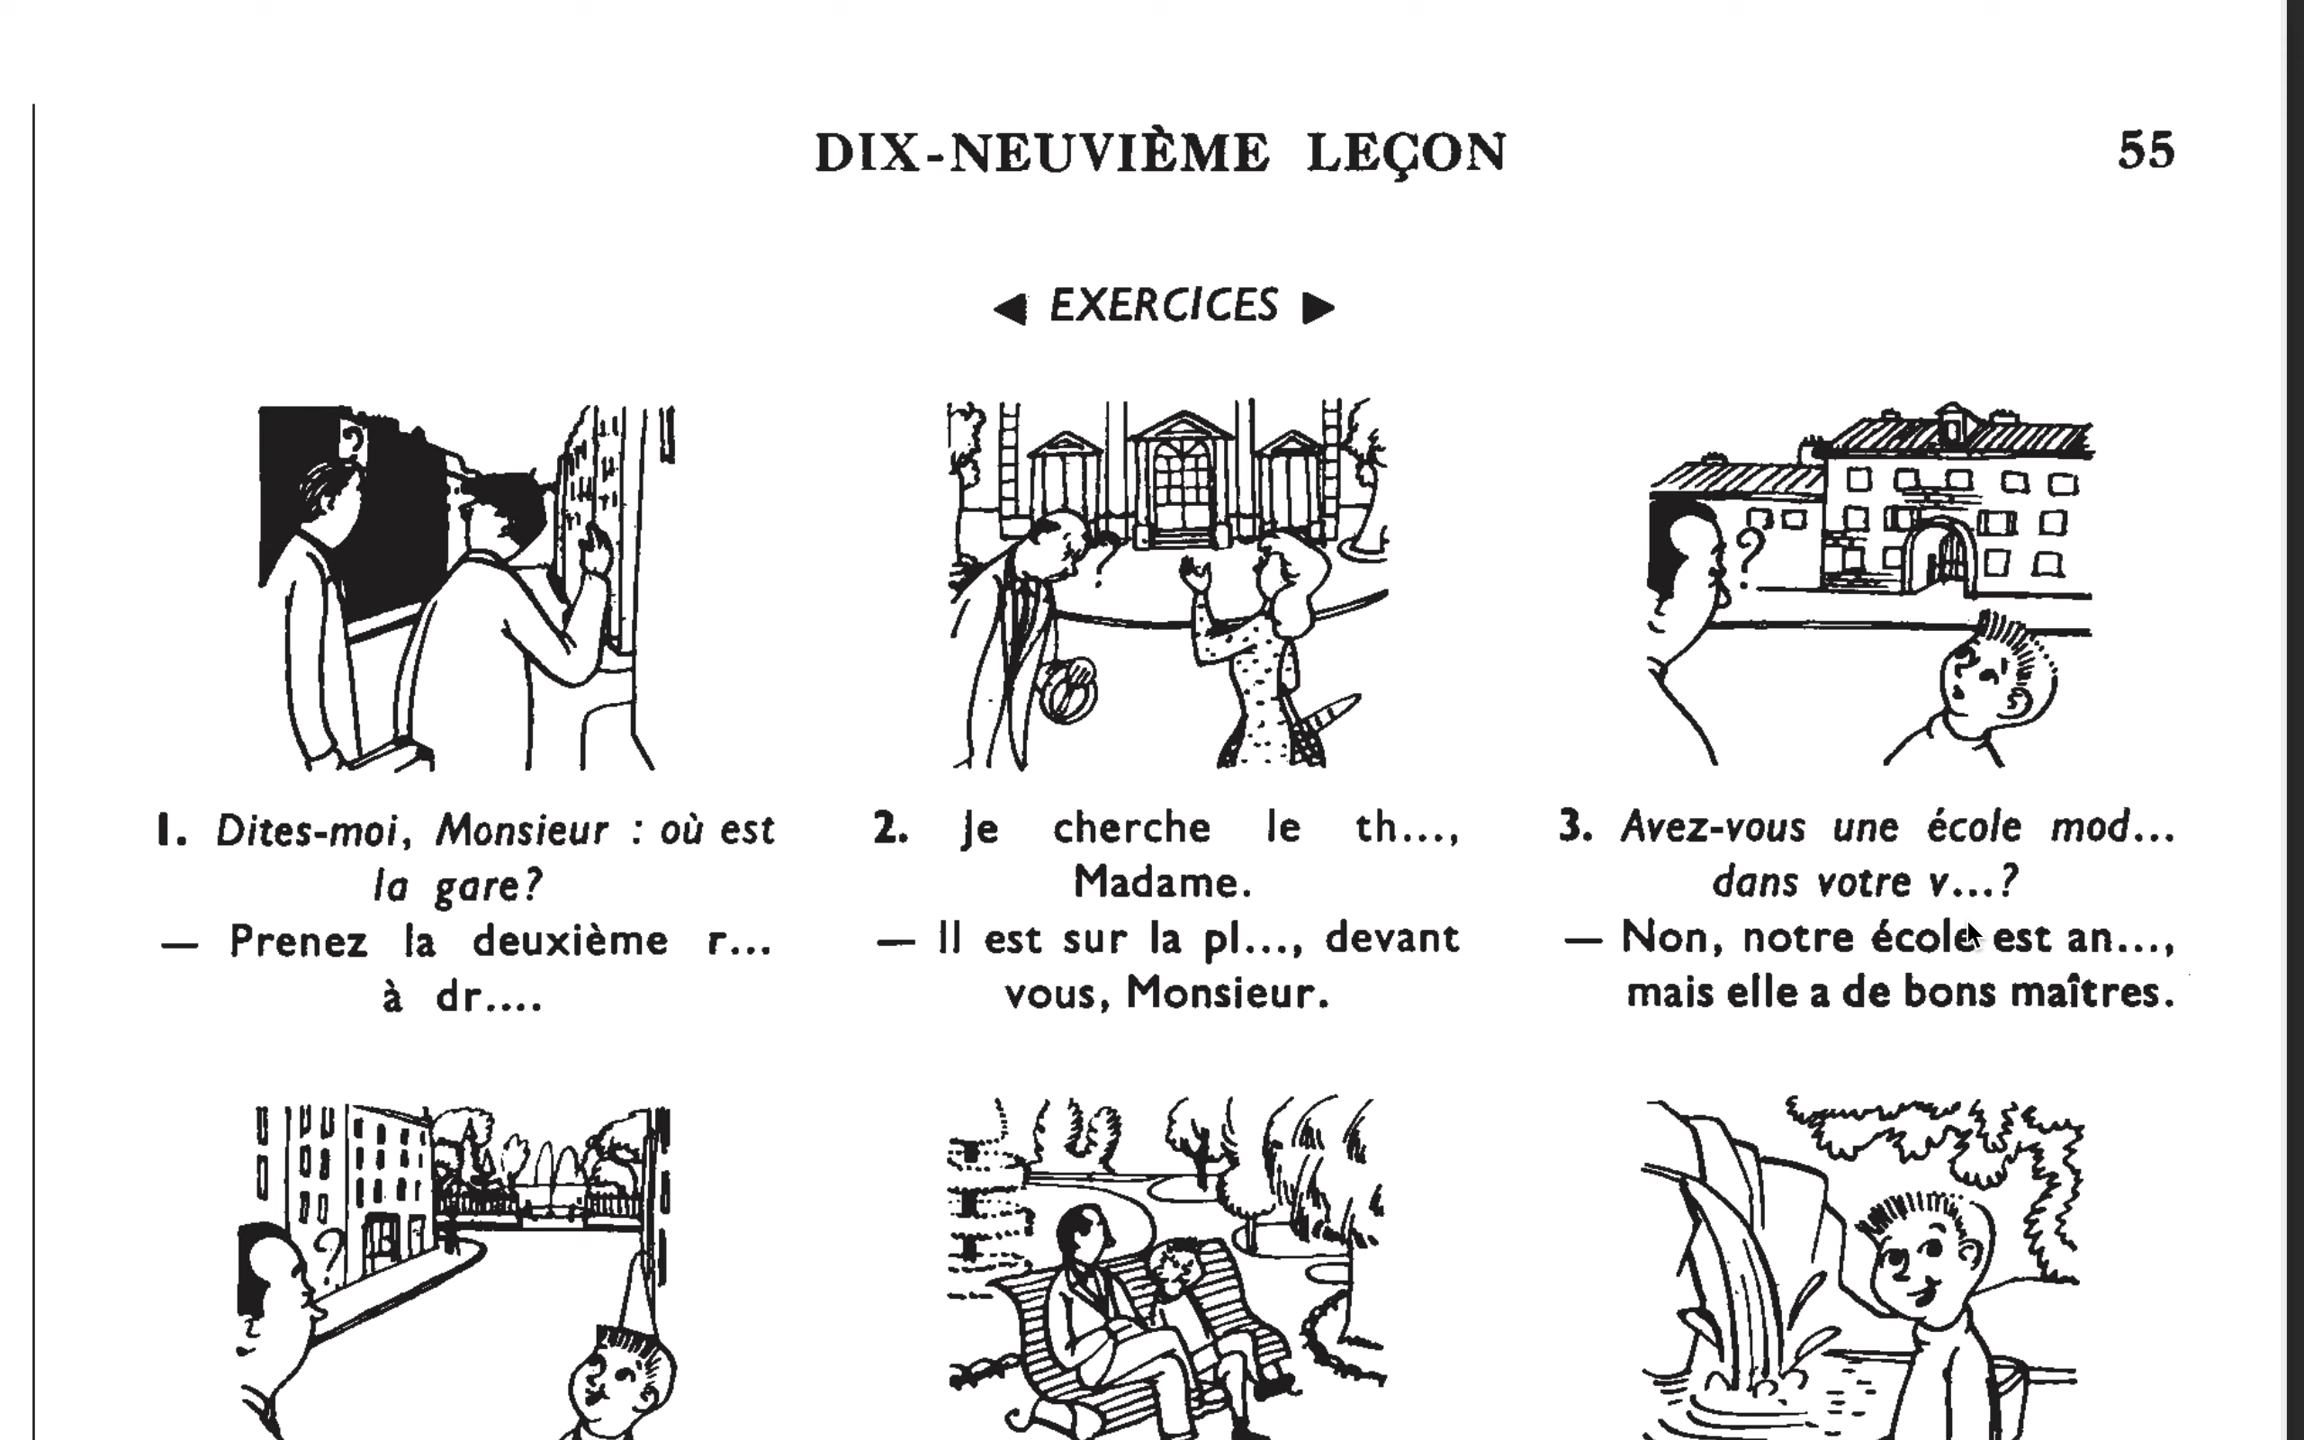 DIX-NEUVIÈME LEÇON 55
◄ EXERCICES ►
1. Dites-moi, Monsieur : où est
la gare?
— Prenez la deuxième r...
à dr....
2. Je cherche le th...,
Madame.
— Il est sur la pl..., devant
vous, Monsieur.
3. Avez-vous une école mod...
dans votre v...?
— Non, notre école est an...,
mais elle a de bons maîtres.
?
?
?
?